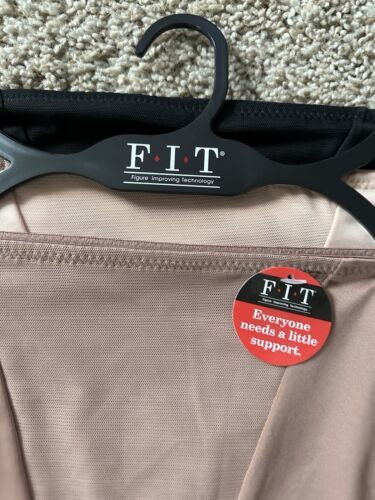 F·I·T®
Figure Improving Technology
F·I·T
Figure Improving Technology
Everyone
needs a little
support.